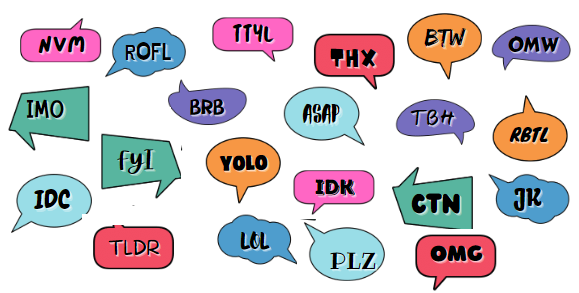 NVM
ROFL
TTYL
THX
BTW
OMW
IMO
BRB
ASAP
TBH
RBTL
FYI
YOLO
IDK
IDC
CTN
JK
TLDR
LOL
PLZ
OMG